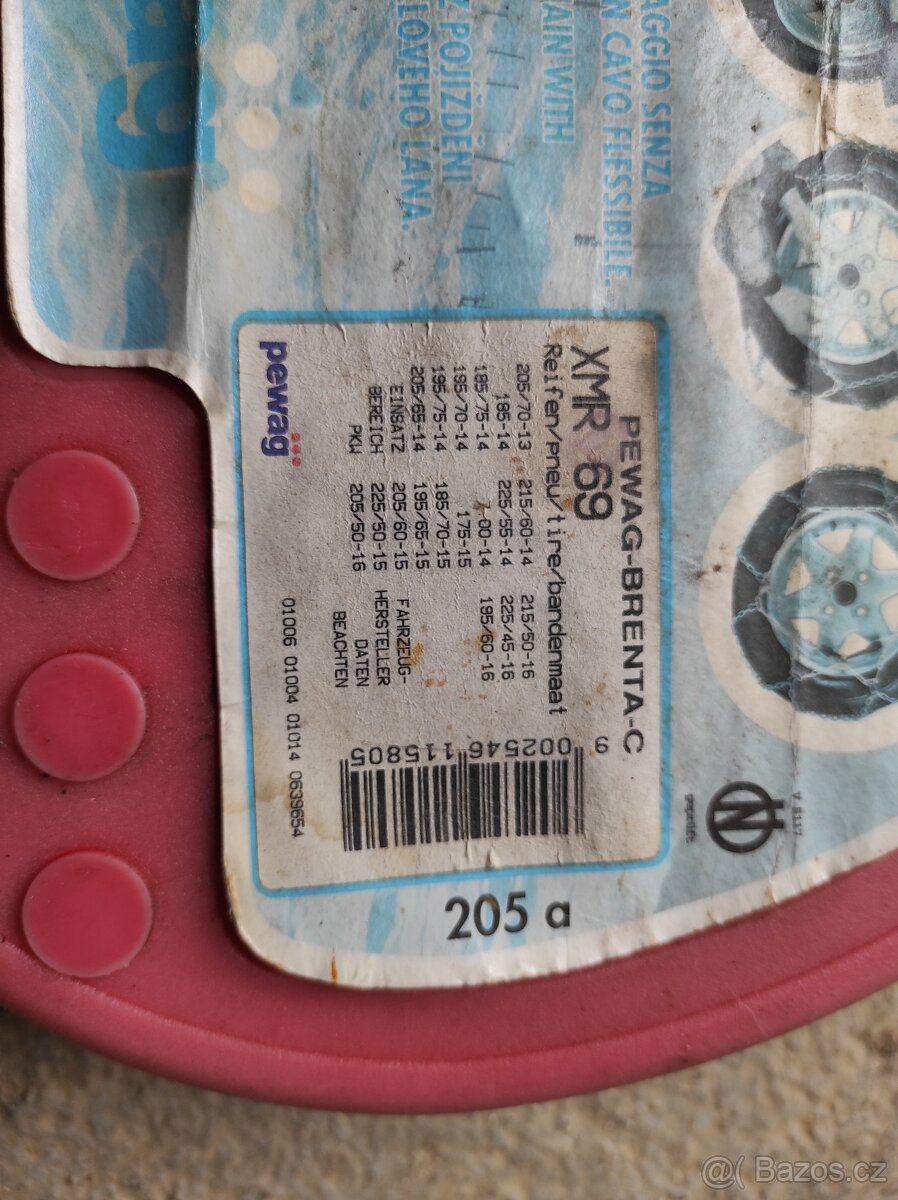 AGGIO SENZA
N CAVO FLESSIBILE.
AIN WITH
Z POJÍŽDĚNÍ
LOVÉHO LANA.
PEWAG-BRENTA-C
XMR 69
Reifen/pneu/tire/bandenmaat
205/70-13 215/60-14 215/50-16
185-14 225/55-14 225/45-16
185/75-14 195/60-16
195/70-14 175-15
195/75-14 185/70-15
205/65-14 195/65-15
EINSATZ 205/60-15 FAHRZEUG-
BEREICH 225/50-15 HERSTELLER
PKW 205/50-16 DATEN
BEACHTEN
9 002546 115805
01006 01004 01014 0639654
pewag
V 5117
geprüft
205 a
@ Bazos.cz